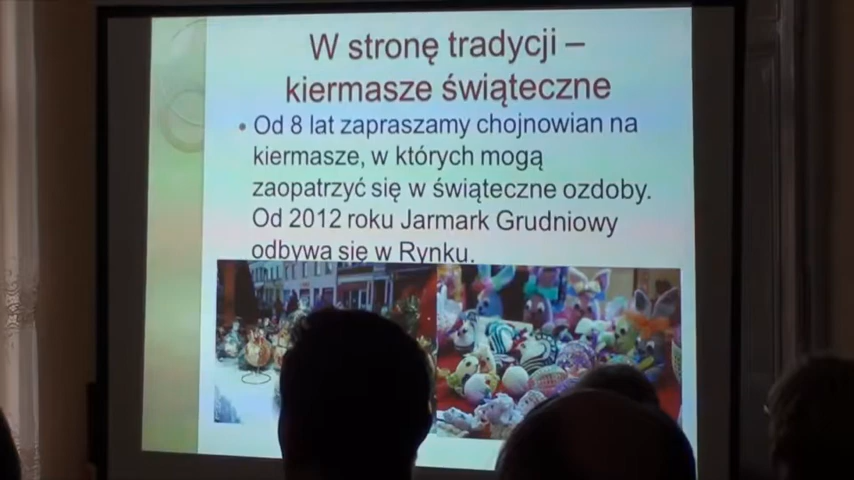 W stronę tradycji –
kiermasze świąteczne
• Od 8 lat zapraszamy chojnowian na
kiermasze, w których mogą
zaopatrzyć się w świąteczne ozdoby.
Od 2012 roku Jarmark Grudniowy
odbywa się w Rynku.